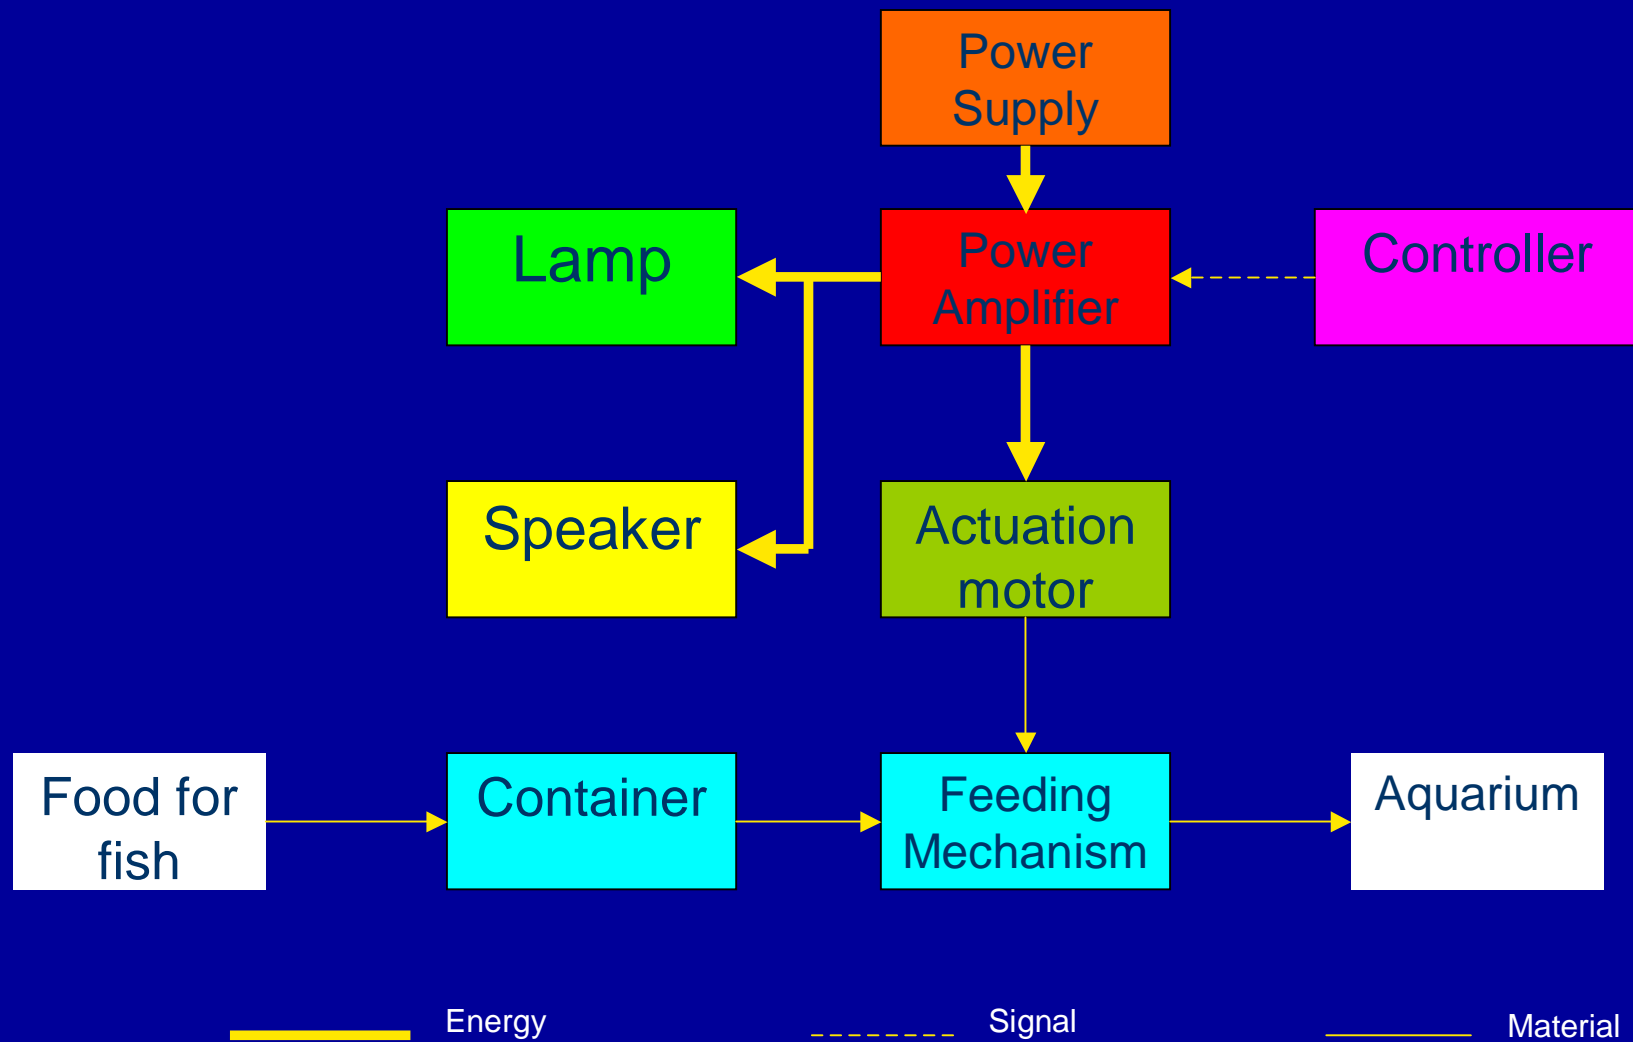 Power
Supply
Lamp
Power
Amplifier
Controller
Speaker
Actuation
motor
Food for
fish
Container
Feeding
Mechanism
Aquarium
Energy
Signal
Material